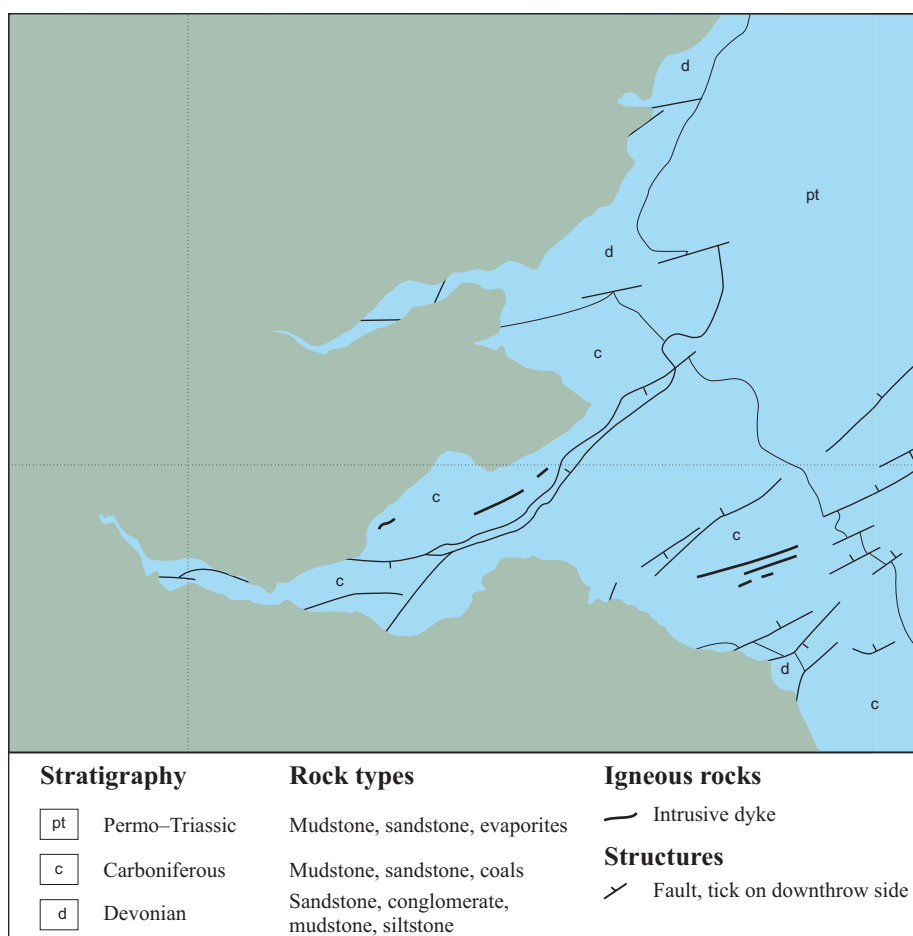 d
pt
d
c
c
c
c
d
c
Stratigraphy
Rock types
Igneous rocks
pt
Permo–Triassic
Mudstone, sandstone, evaporites
Intrusive dyke
Structures
c
Carboniferous
Mudstone, sandstone, coals
Fault, tick on downthrow side
d
Devonian
Sandstone, conglomerate,
mudstone, siltstone